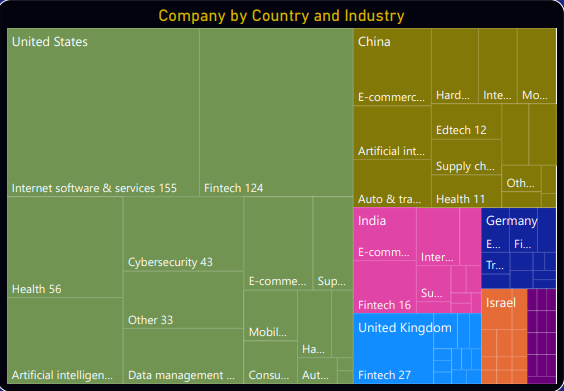 Company by Country and Industry
United States
Internet software & services 155
Fintech 124
Health 56
Artificial intelligen...
Cybersecurity 43
Other 33
Data management ...
E-comme...
Sup...
Mobil...
Consu...
Ha...
Aut...
China
E-commerc...
Artificial int...
Auto & tra...
Hard...
Inte...
Mo...
Edtech 12
Supply ch...
Health 11
Oth...
India
E-comm...
Fintech 16
Inter...
Su...
United Kingdom
Fintech 27
Germany
E...
Fi...
Tr...
Israel